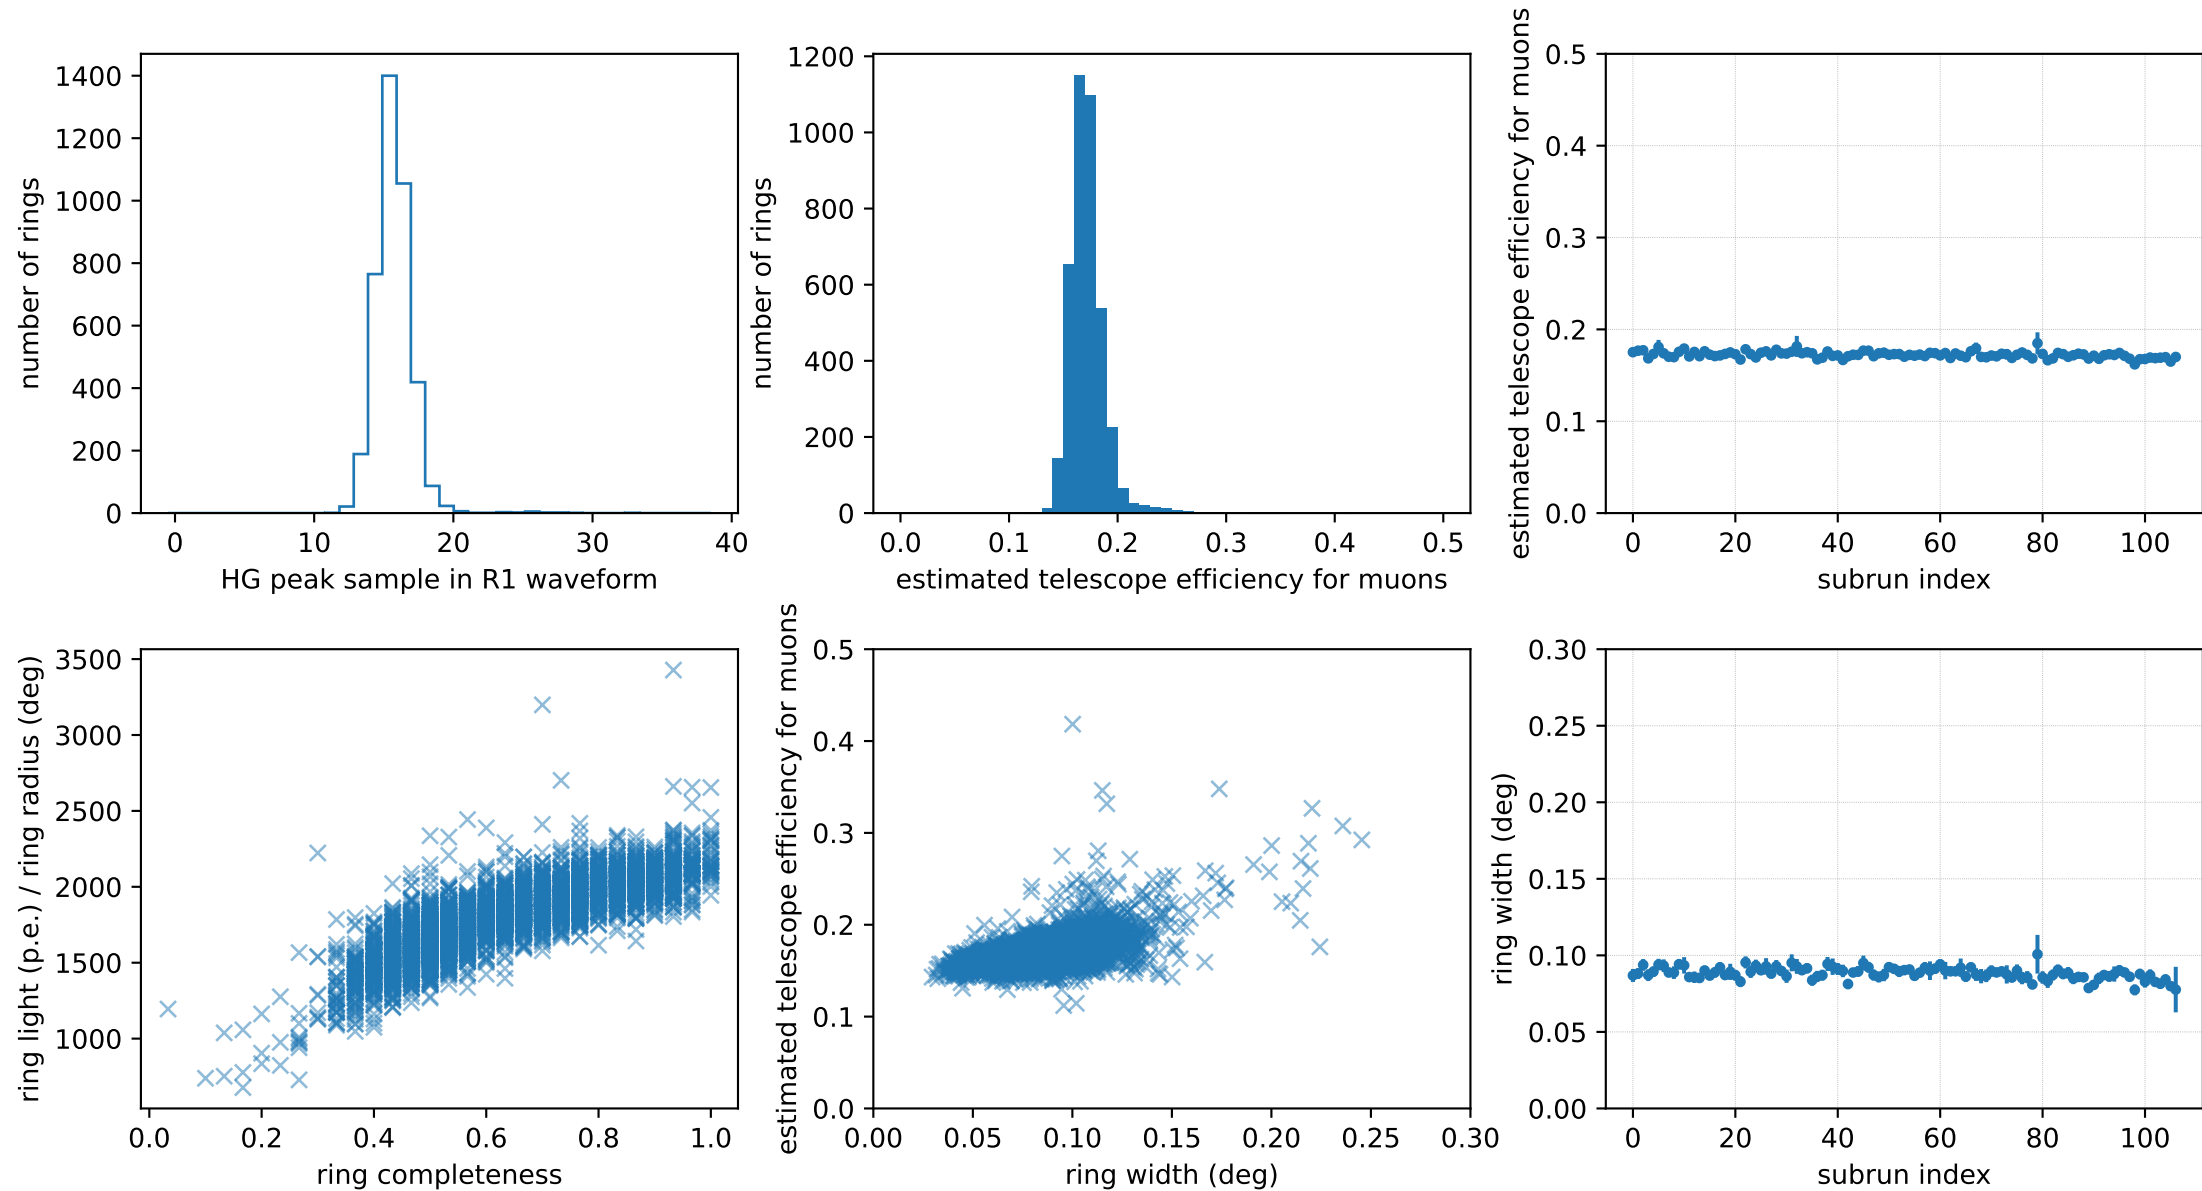 1400
1200
1000
800
600
400
200
0
number of rings
0 10 20 30 40
HG peak sample in R1 waveform
1200
1000
800
600
400
200
0
number of rings
0.0 0.1 0.2 0.3 0.4 0.5
estimated telescope efficiency for muons
0.5
0.4
0.3
0.2
0.1
0.0
estimated telescope efficiency for muons
0 20 40 60 80 100
subrun index
3500
3000
2500
2000
1500
1000
ring light (p.e.) / ring radius (deg)
0.0 0.2 0.4 0.6 0.8 1.0
ring completeness
0.5
0.4
0.3
0.2
0.1
0.0
estimated telescope efficiency for muons
0.00 0.05 0.10 0.15 0.20 0.25 0.30
ring width (deg)
0.30
0.25
0.20
0.15
0.10
0.05
0.00
ring width (deg)
0 20 40 60 80 100
subrun index